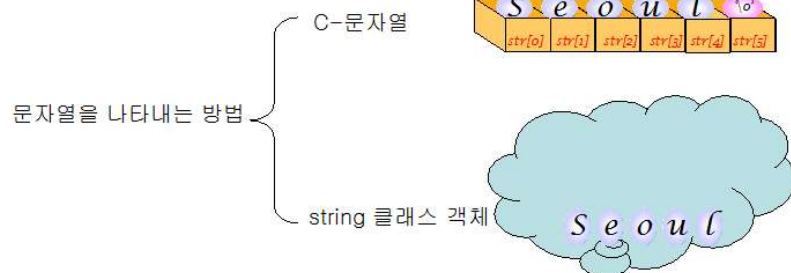 C-문자열
S e o u l \0
str[0] str[1] str[2] str[3] str[4] str[5]
문자열을 나타내는 방법
string 클래스 객체
S e o u l